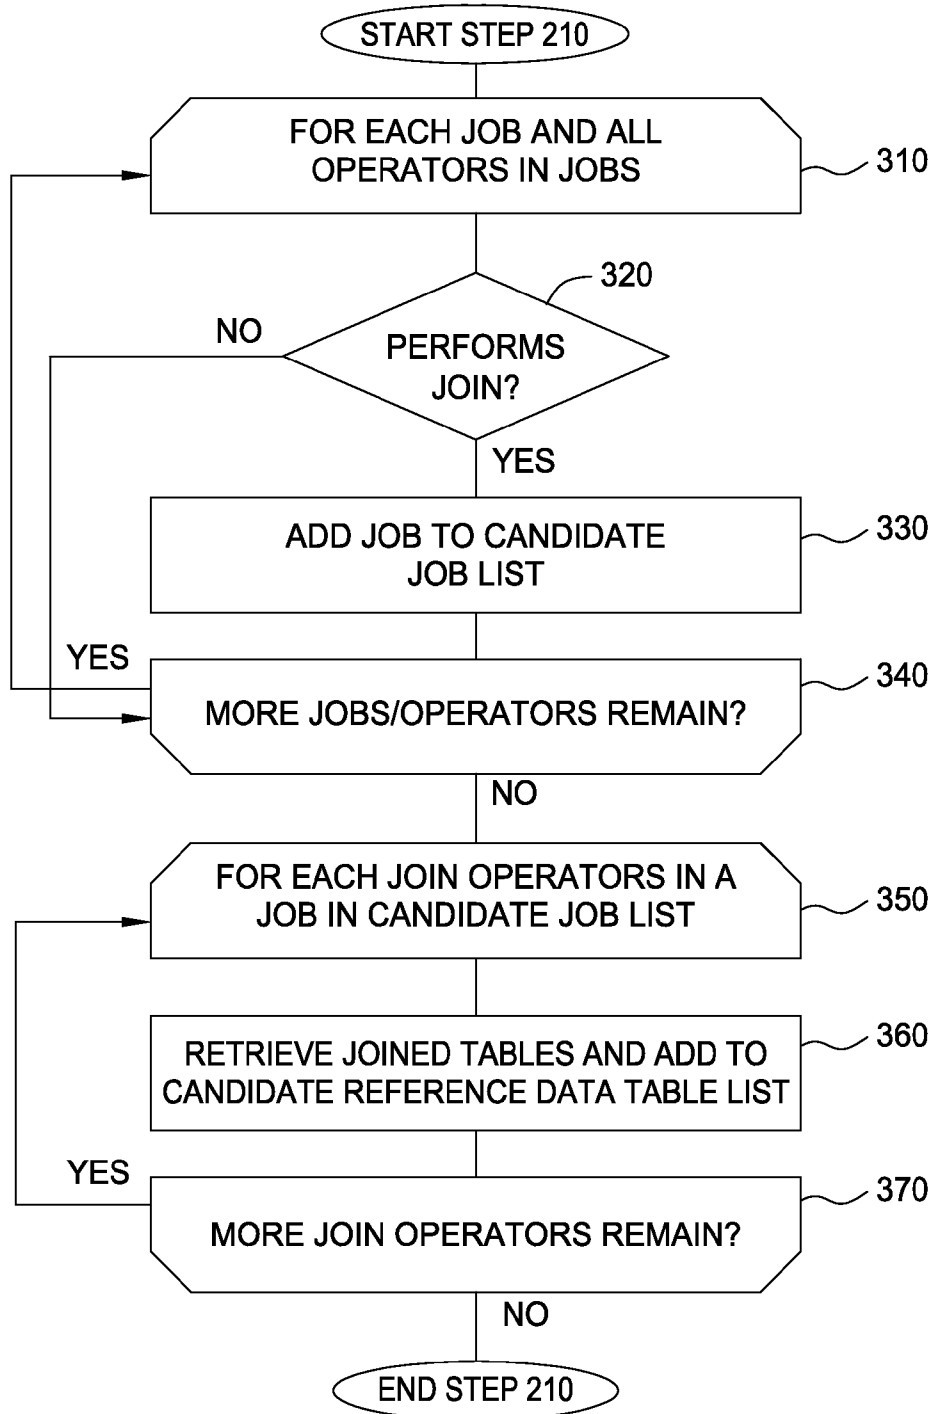 START STEP 210
FOR EACH JOB AND ALL
OPERATORS IN JOBS
310
320
NO
PERFORMS
JOIN?
YES
ADD JOB TO CANDIDATE
JOB LIST
330
YES
MORE JOBS/OPERATORS REMAIN?
340
NO
FOR EACH JOIN OPERATORS IN A
JOB IN CANDIDATE JOB LIST
350
RETRIEVE JOINED TABLES AND ADD TO
CANDIDATE REFERENCE DATA TABLE LIST
360
YES
MORE JOIN OPERATORS REMAIN?
370
NO
END STEP 210